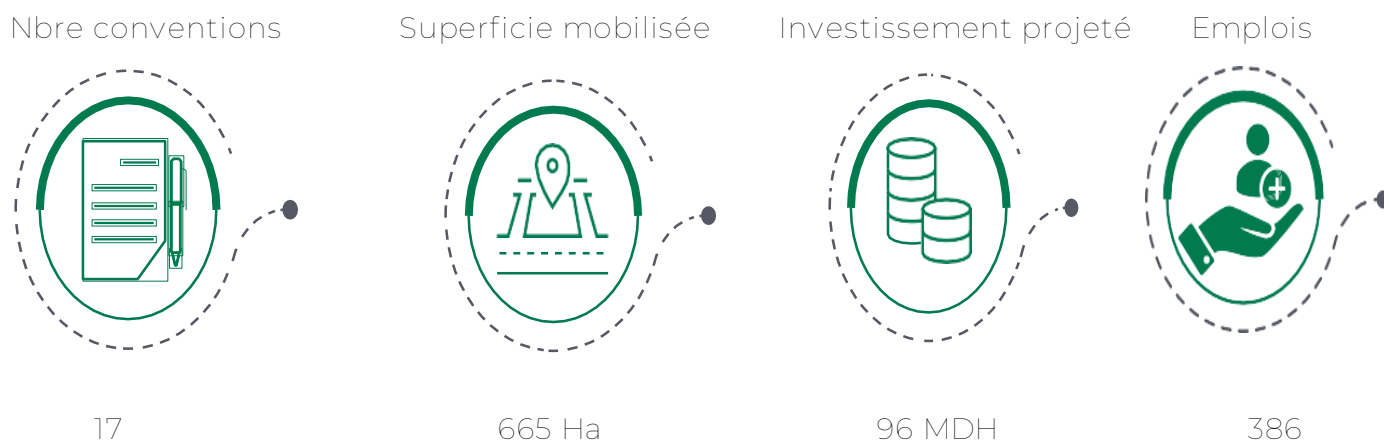 Nbre conventions
Superficie mobilisée
Investissement projeté
Emplois
17
665 Ha
96 MDH
386